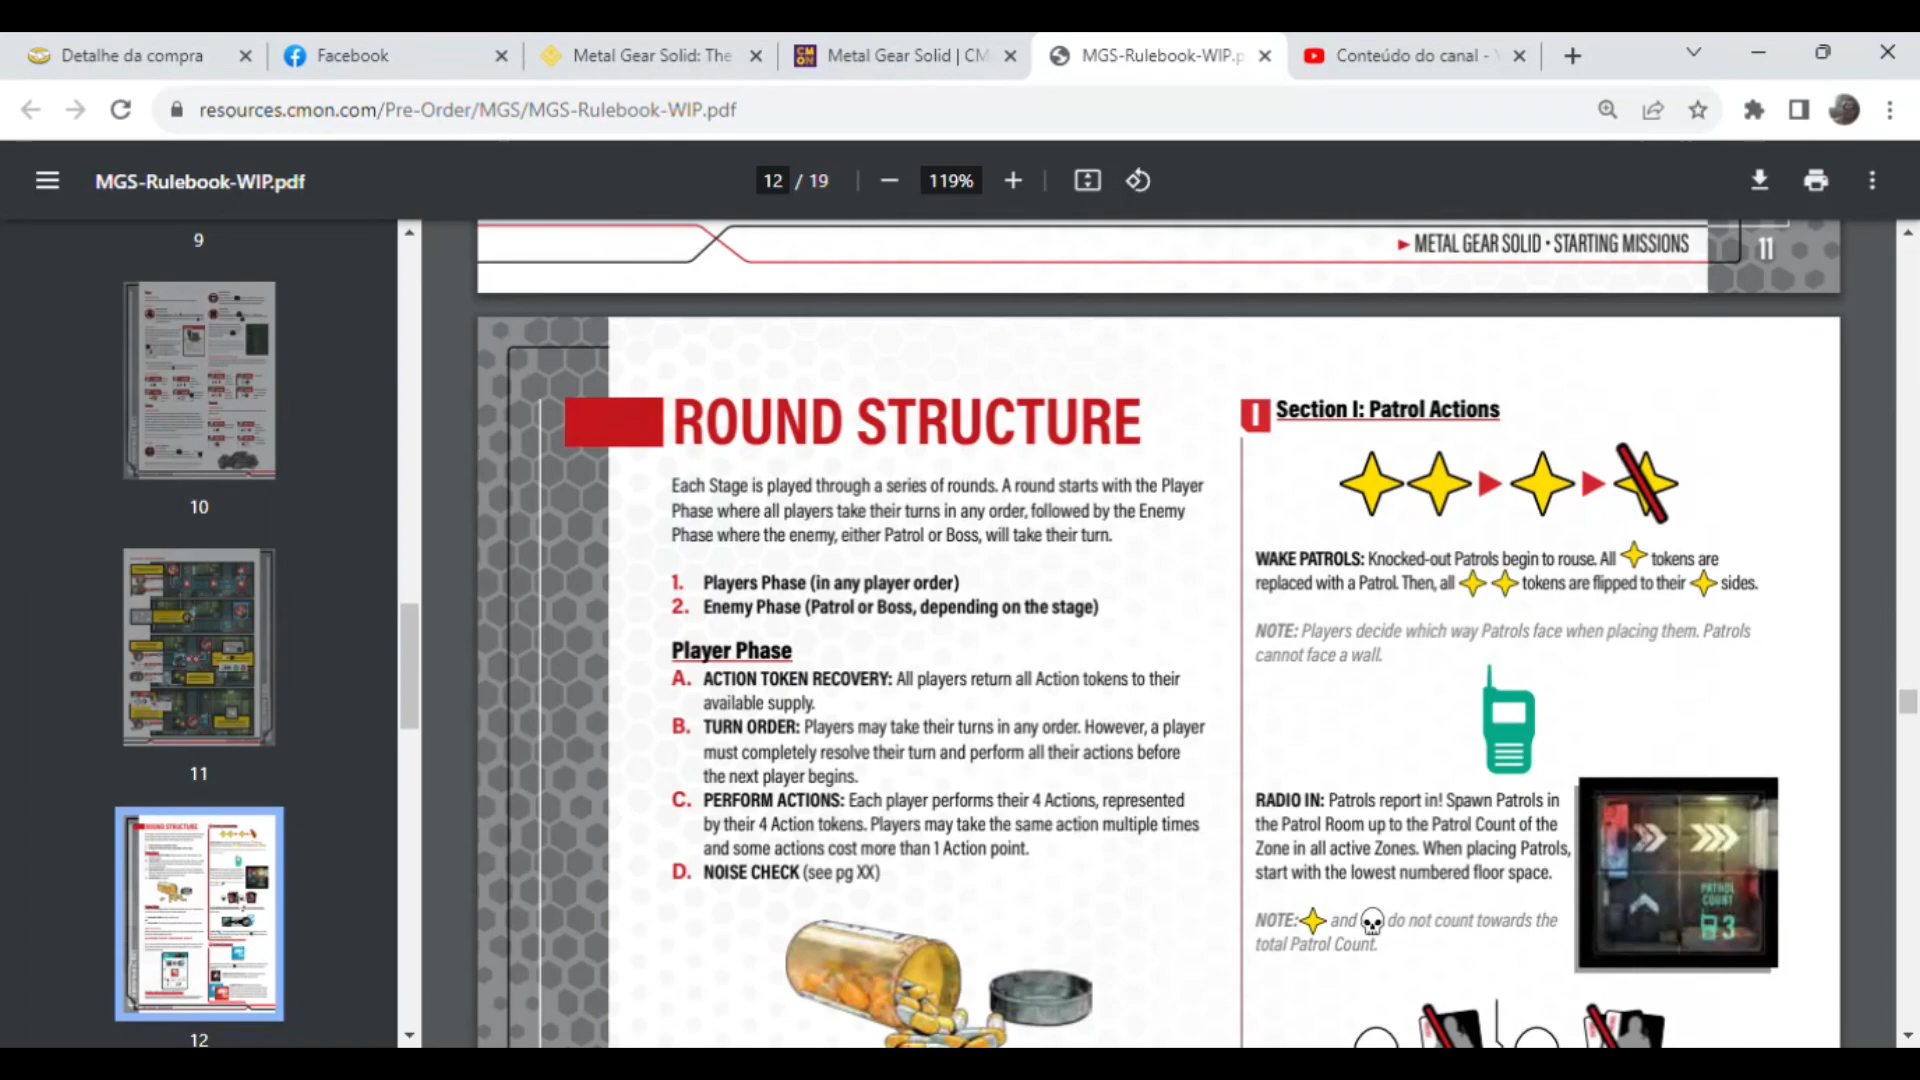 Detalhe da compra
Facebook
Metal Gear Solid: The
Metal Gear Solid | CM
MGS-Rulebook-WIP.p
Conteúdo do canal -
resources.cmon.com/Pre-Order/MGS/MGS-Rulebook-WIP.pdf
MGS-Rulebook-WIP.pdf
12 / 19
119%
9
10
11
12
METAL GEAR SOLID • STARTING MISSIONS
11
ROUND STRUCTURE
Each Stage is played through a series of rounds. A round starts with the Player
Phase where all players take their turns in any order, followed by the Enemy
Phase where the enemy, either Patrol or Boss, will take their turn.
1. Players Phase (in any player order)
2. Enemy Phase (Patrol or Boss, depending on the stage)
Player Phase
A. ACTION TOKEN RECOVERY: All players return all Action tokens to their
available supply.
B. TURN ORDER: Players may take their turns in any order. However, a player
must completely resolve their turn and perform all their actions before
the next player begins.
C. PERFORM ACTIONS: Each player performs their 4 Actions, represented
by their 4 Action tokens. Players may take the same action multiple times
and some actions cost more than 1 Action point.
D. NOISE CHECK (see pg XX)
I Section I: Patrol Actions
WAKE PATROLS: Knocked-out Patrols begin to rouse. All tokens are
replaced with a Patrol. Then, all tokens are flipped to their sides.
NOTE: Players decide which way Patrols face when placing them. Patrols
cannot face a wall.
RADIO IN: Patrols report in! Spawn Patrols in
the Patrol Room up to the Patrol Count of the
Zone in all active Zones. When placing Patrols,
start with the lowest numbered floor space.
NOTE: and do not count towards the
total Patrol Count.
PATROL
COUNT
3